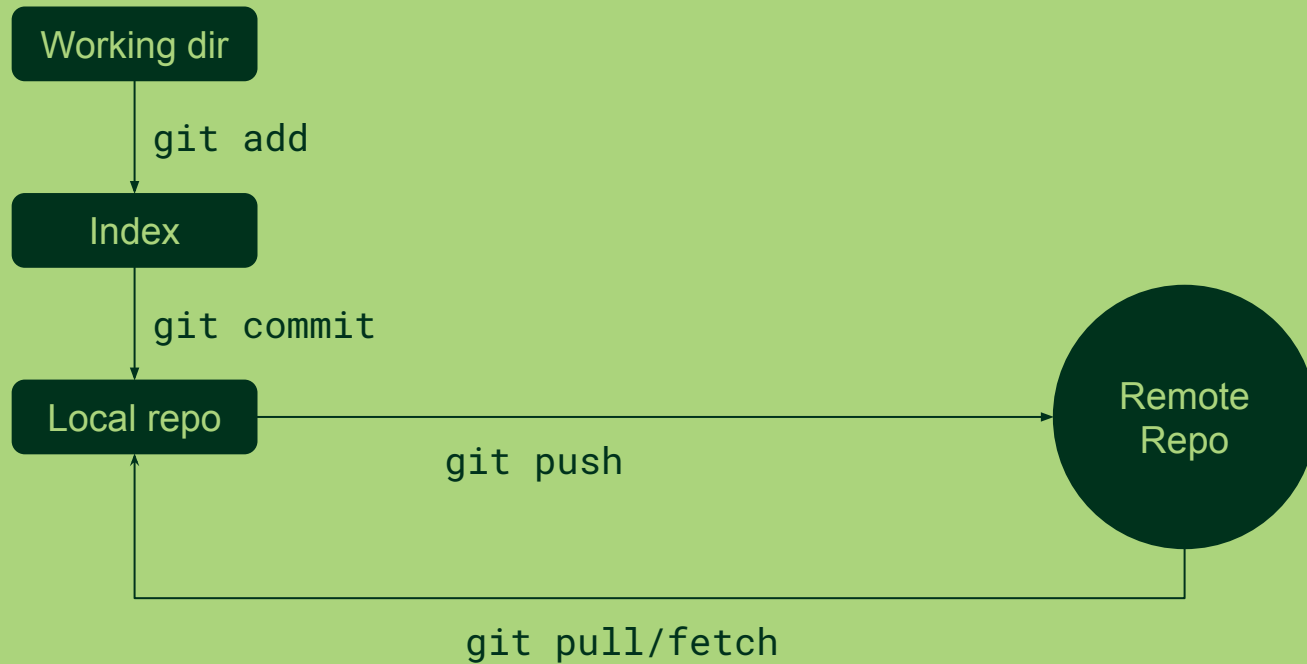 Working dir
git add
Index
git commit
Local repo
git push
Remote
Repo
git pull/fetch